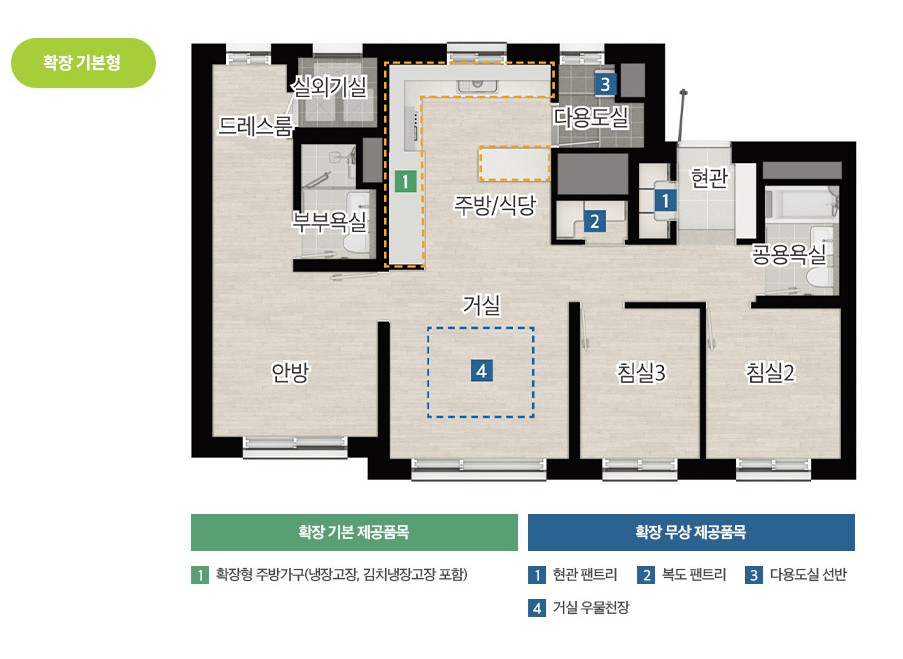 확장 기본형
실외기실
3
드레스룸
다용도실
1
현관
1
주방/식당
부부욕실
2
공용욕실
거실
안방
4
침실3
침실2
확장 기본 제공품목
확장 무상 제공품목
1 확장형 주방가구(냉장고장, 김치냉장고장 포함)
1 현관 팬트리 2 복도 팬트리 3 다용도실 선반
4 거실 우물천장